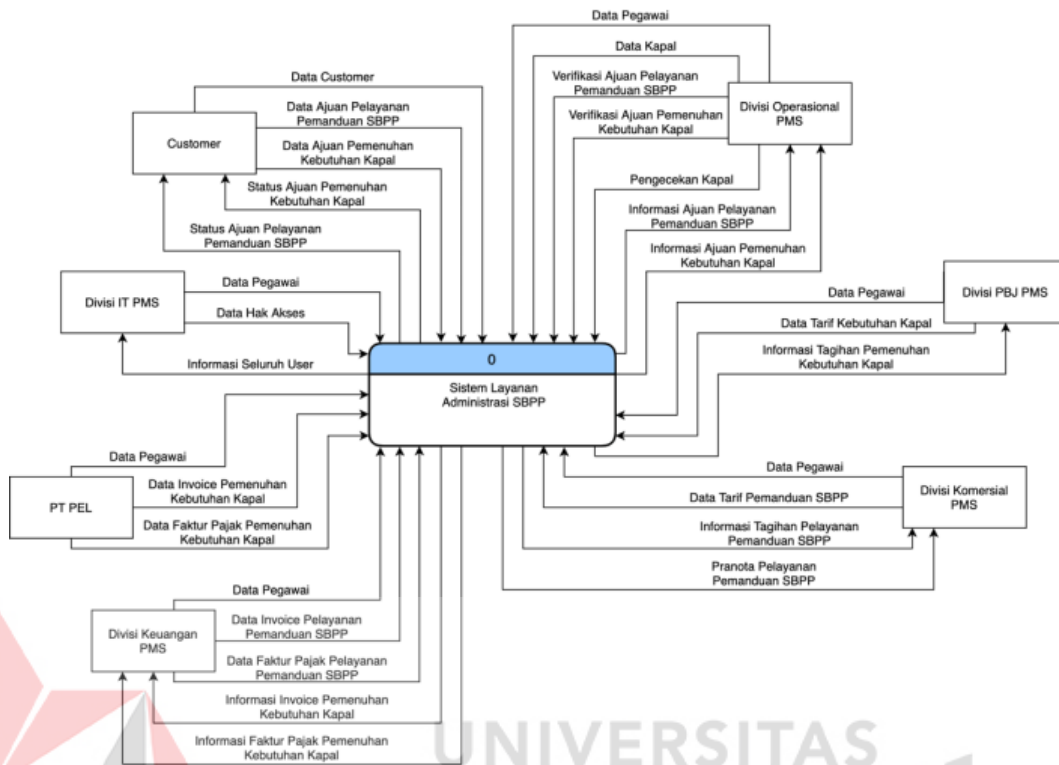 Data Pegawai
Data Kapal
Verifikasi Ajuan Pelayanan
Pemanduan SBPP
Verifikasi Ajuan Pemenuhan
Kebutuhan Kapal
Divisi Operasional
PMS
Pengecekan Kapal
Informasi Ajuan Pelayanan
Pemanduan SBPP
Informasi Ajuan Pemenuhan
Kebutuhan Kapal
Data Customer
Customer
Data Ajuan Pelayanan
Pemanduan SBPP
Data Ajuan Pemenuhan
Kebutuhan Kapal
Status Ajuan Pemenuhan
Kebutuhan Kapal
Status Ajuan Pelayanan
Pemanduan SBPP
Divisi IT PMS
Data Pegawai
Data Hak Akses
Informasi Seluruh User
Divisi PBJ PMS
Data Pegawai
Data Tarif Kebutuhan Kapal
Informasi Tagihan Pemenuhan
Kebutuhan Kapal
0
Sistem Layanan
Administrasi SBPP
PT PEL
Data Pegawai
Data Invoice Pemenuhan
Kebutuhan Kapal
Data Faktur Pajak Pemenuhan
Kebutuhan Kapal
Divisi Komersial
PMS
Data Pegawai
Data Tarif Pemanduan SBPP
Informasi Tagihan Pelayanan
Pemanduan SBPP
Pranota Pelayanan
Pemanduan SBPP
Divisi Keuangan
PMS
Data Pegawai
Data Invoice Pelayanan
Pemanduan SBPP
Data Faktur Pajak Pelayanan
Pemanduan SBPP
Informasi Invoice Pemenuhan
Kebutuhan Kapal
Informasi Faktur Pajak Pemenuhan
Kebutuhan Kapal
UNIVERSITAS